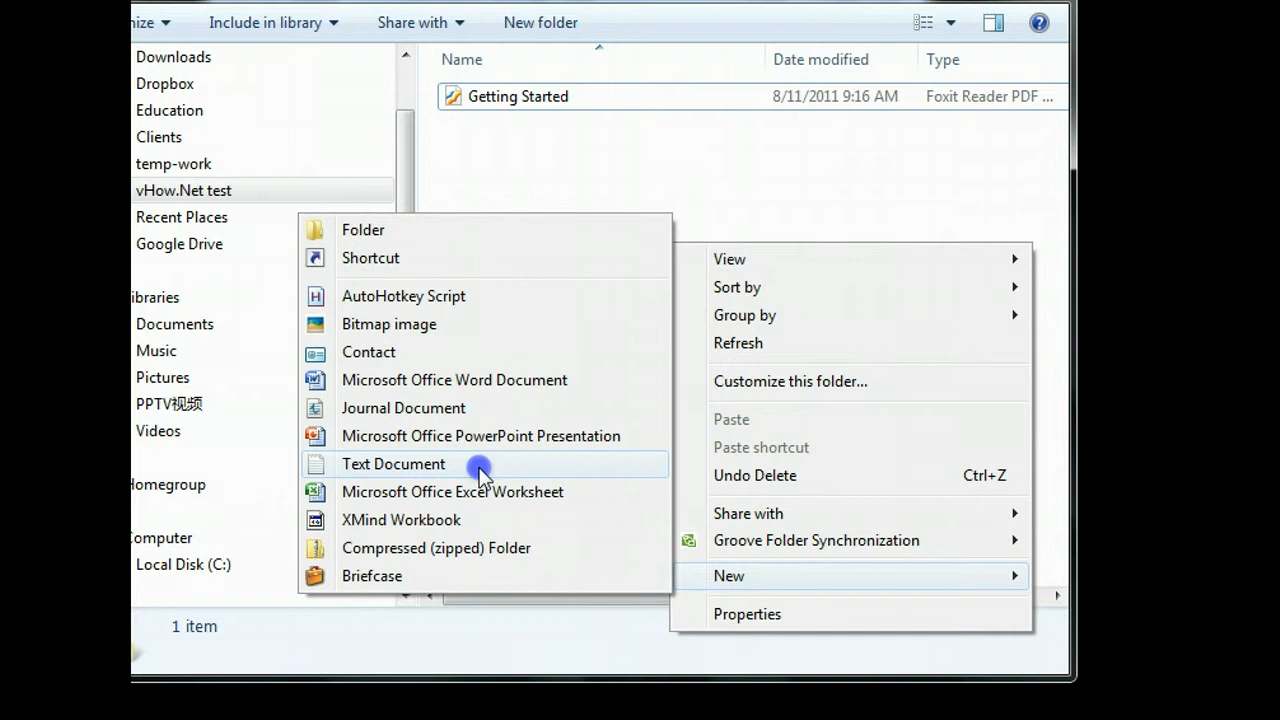 nize
Include in library
Share with
New folder
Downloads
Dropbox
Education
Clients
temp-work
vHow.Net test
Recent Places
Google Drive
ibraries
Documents
Music
Pictures
PPTV视频
Videos
Homegroup
Computer
Local Disk (C:)
Name
Date modified
Type
Getting Started
8/11/2011 9:16 AM
Foxit Reader PDF ...
Folder
Shortcut
AutoHotkey Script
Bitmap image
Contact
Microsoft Office Word Document
Journal Document
Microsoft Office PowerPoint Presentation
Text Document
Microsoft Office Excel Worksheet
XMind Workbook
Compressed (zipped) Folder
Briefcase
View
Sort by
Group by
Refresh
Customize this folder...
Paste
Paste shortcut
Undo Delete Ctrl+Z
Share with
Groove Folder Synchronization
New
Properties
1 item